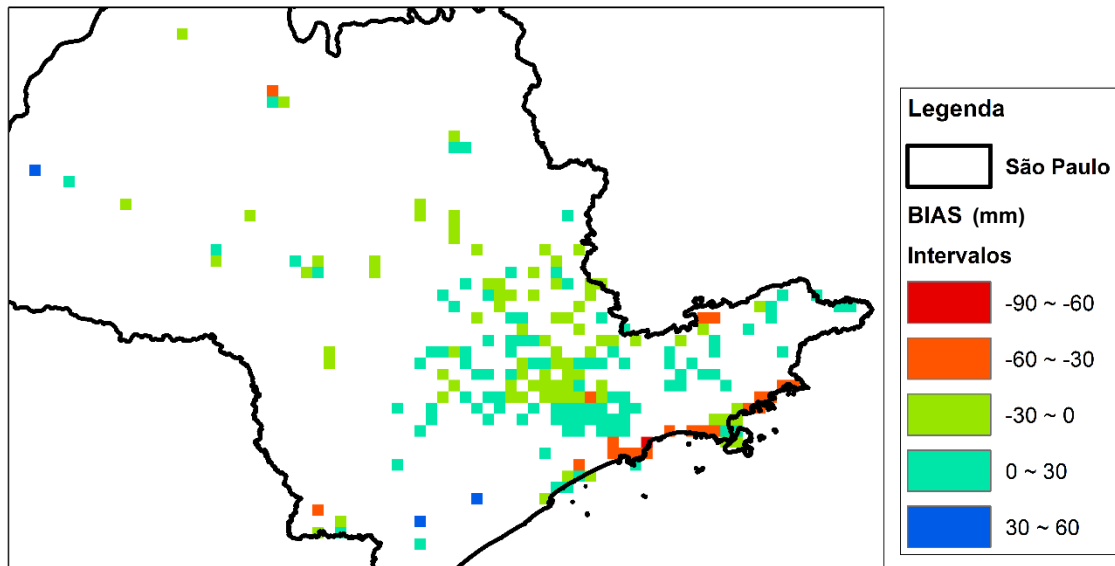 Legenda
São Paulo
BIAS (mm)
Intervalos
-90 ~ -60
-60 ~ -30
-30 ~ 0
0 ~ 30
30 ~ 60